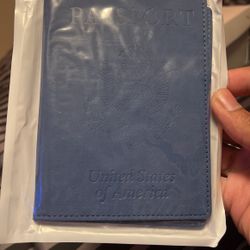 PASSPORT
United States
of America